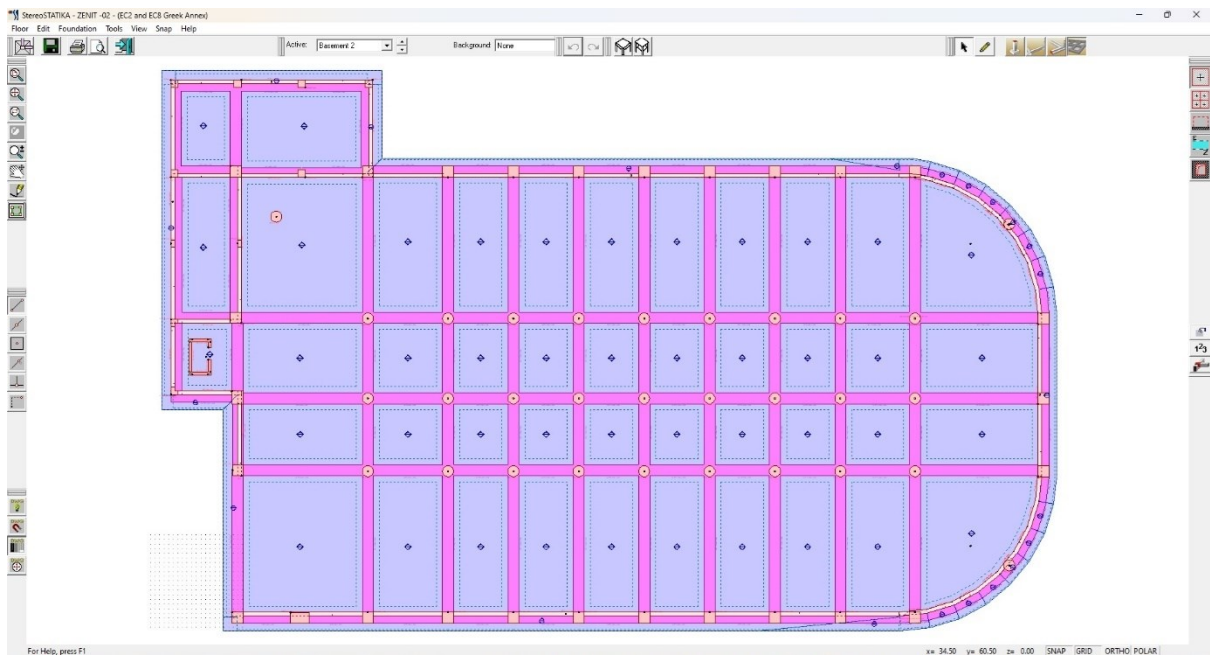 StereoSTATIKA - ZENIT -02 - (EC2 and EC8 Greek Annex)
Floor Edit Foundation Tools View Snap Help
Active: Basement 2 Background None
123
For Help, press F1 x= 34.50 y= 60.50 z= 0.00 SNAP GRID ORTHO POLAR